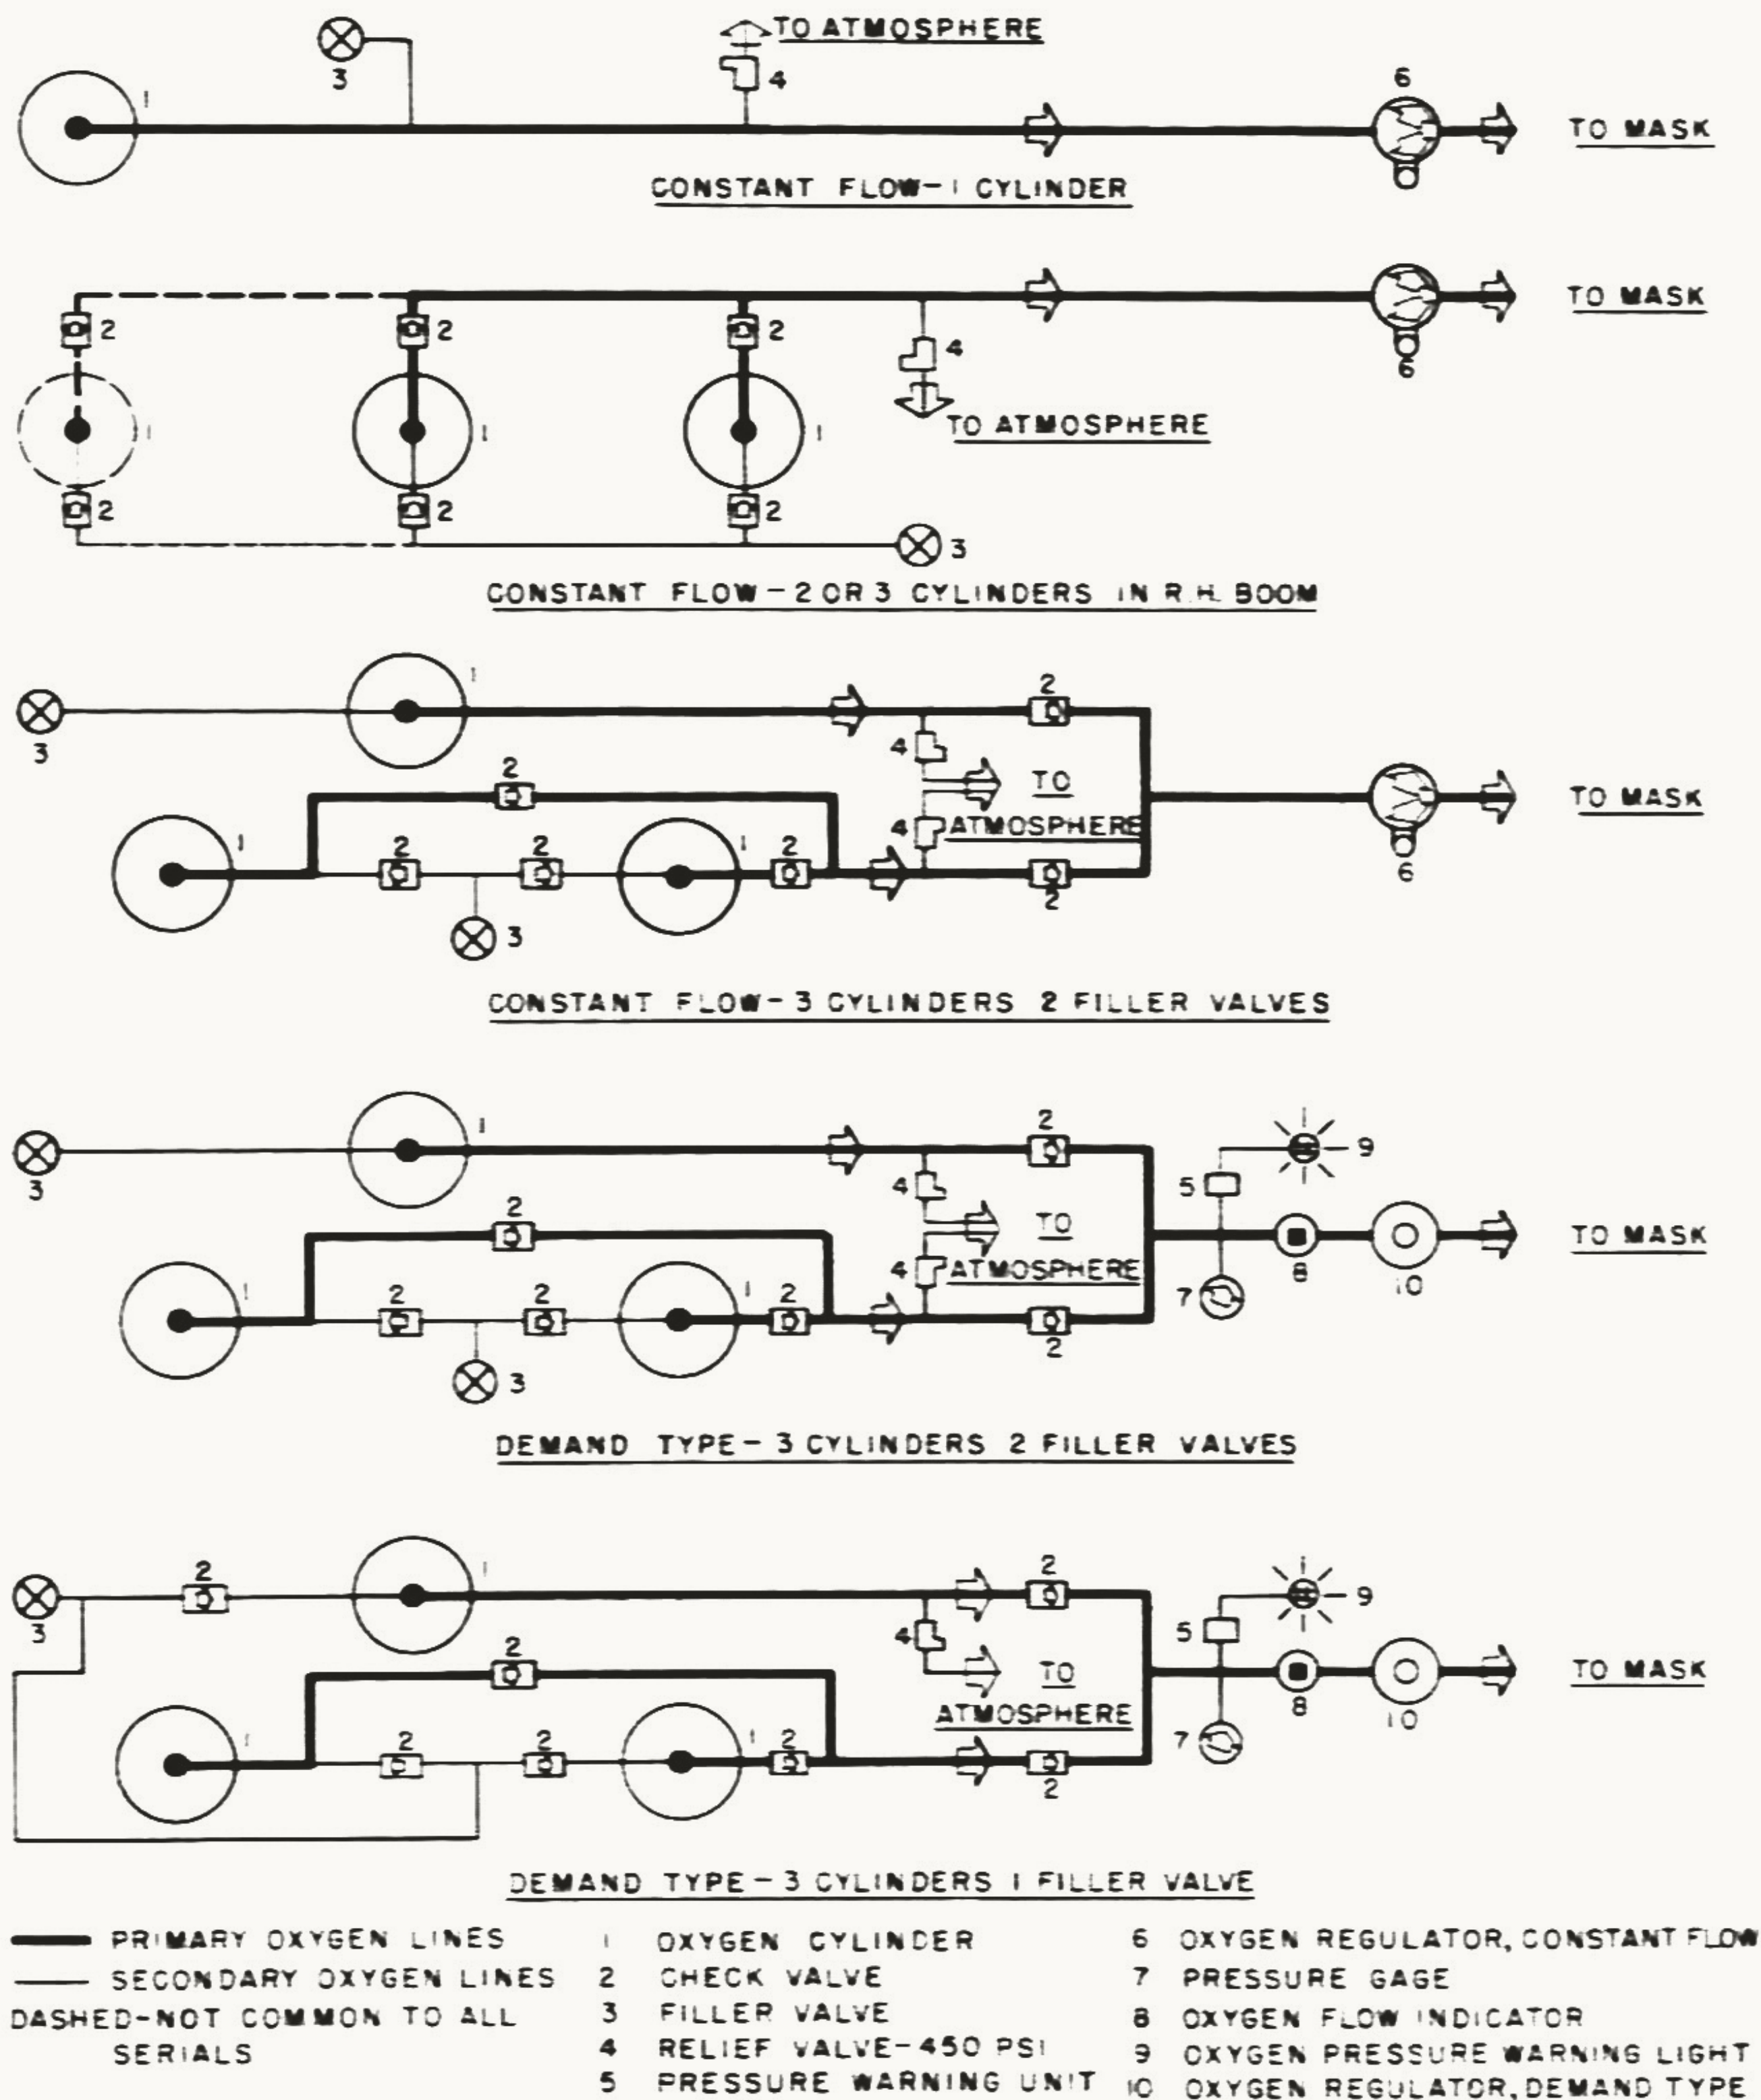 TO ATMOSPHERE
3
4
1
6
TO MASK
CONSTANT FLOW-1 CYLINDER
TO MASK
2
2
2
4
6
1
1
1
TO ATMOSPHERE
2
2
2
3
CONSTANT FLOW-2 OR 3 CYLINDERS IN R.H. BOOM
1
2
3
4
2
TO
TO MASK
1
2
2
1
2
4
ATMOSPHERE
6
2
3
CONSTANT FLOW-3 CYLINDERS 2 FILLER VALVES
1
2
9
3
4
5
2
TO
TO MASK
1
2
2
1
2
4
ATMOSPHERE
7
8
10
2
3
DEMAND TYPE-3 CYLINDERS 2 FILLER VALVES
2
1
2
9
3
4
5
2
TO
TO MASK
ATMOSPHERE
8
10
1
2
2
1
2
7
2
DEMAND TYPE-3 CYLINDERS 1 FILLER VALVE
PRIMARY OXYGEN LINES
SECONDARY OXYGEN LINES
DASHED-NOT COMMON TO ALL
SERIALS
1 OXYGEN CYLINDER
2 CHECK VALVE
3 FILLER VALVE
4 RELIEF VALVE-450 PSI
5 PRESSURE WARNING UNIT
6 OXYGEN REGULATOR, CONSTANT FLOW
7 PRESSURE GAGE
8 OXYGEN FLOW INDICATOR
9 OXYGEN PRESSURE WARNING LIGHT
10 OXYGEN REGULATOR, DEMAND TYPE